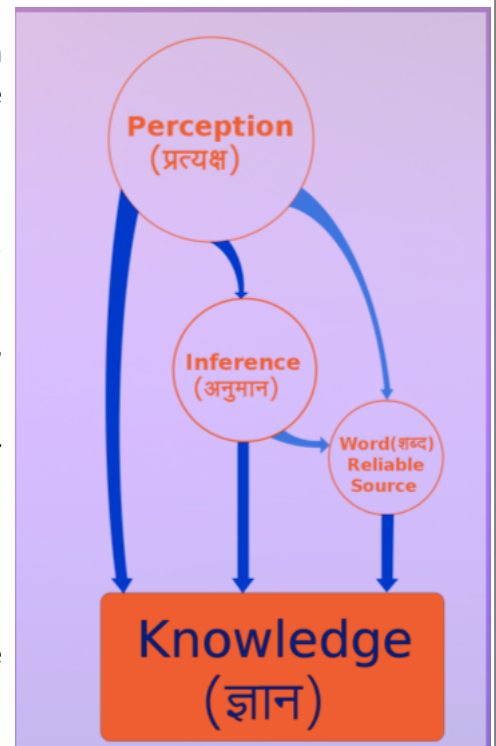 Perception
(प्रत्यक्ष)
Inference
(अनुमान)
Word(शब्द)
Reliable
Source
Knowledge
(ज्ञान)